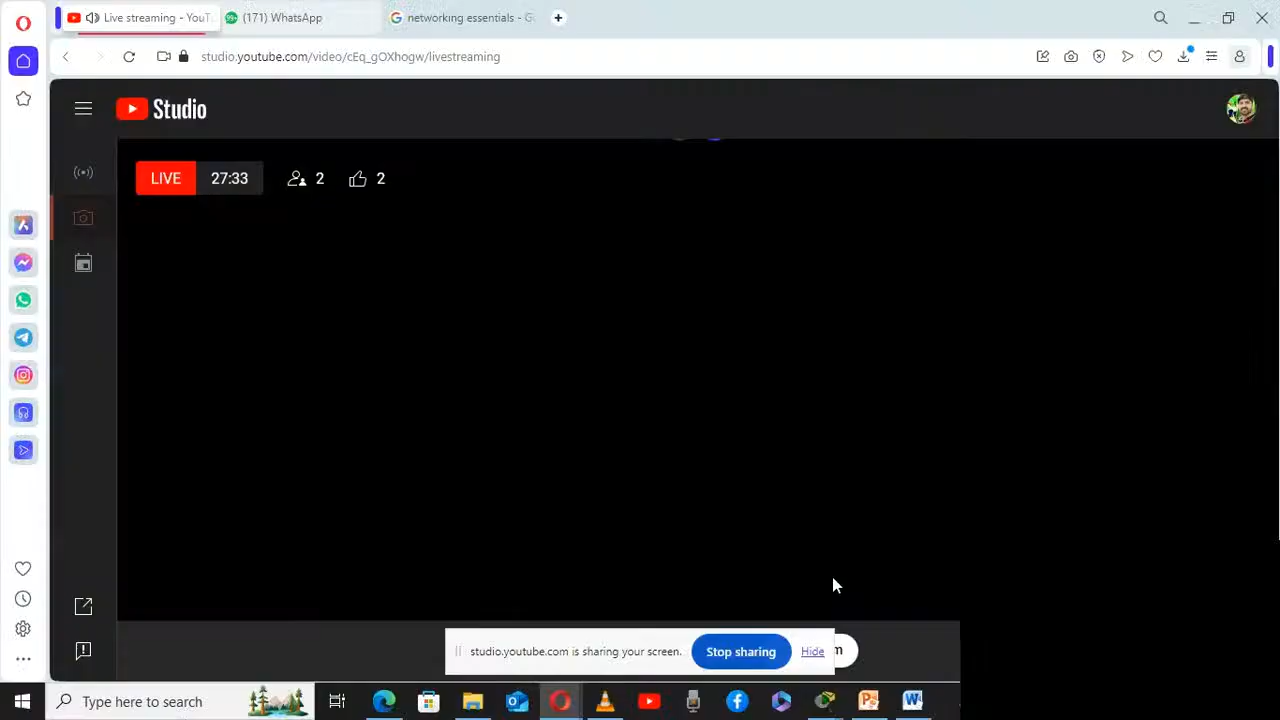 Live streaming - YouT
99+ (171) WhatsApp
networking essentials - G
studio.youtube.com/video/cEq_gOXhogw/livestreaming
Studio
LIVE 27:33 2 2
studio.youtube.com is sharing your screen. Stop sharing Hide m
Type here to search